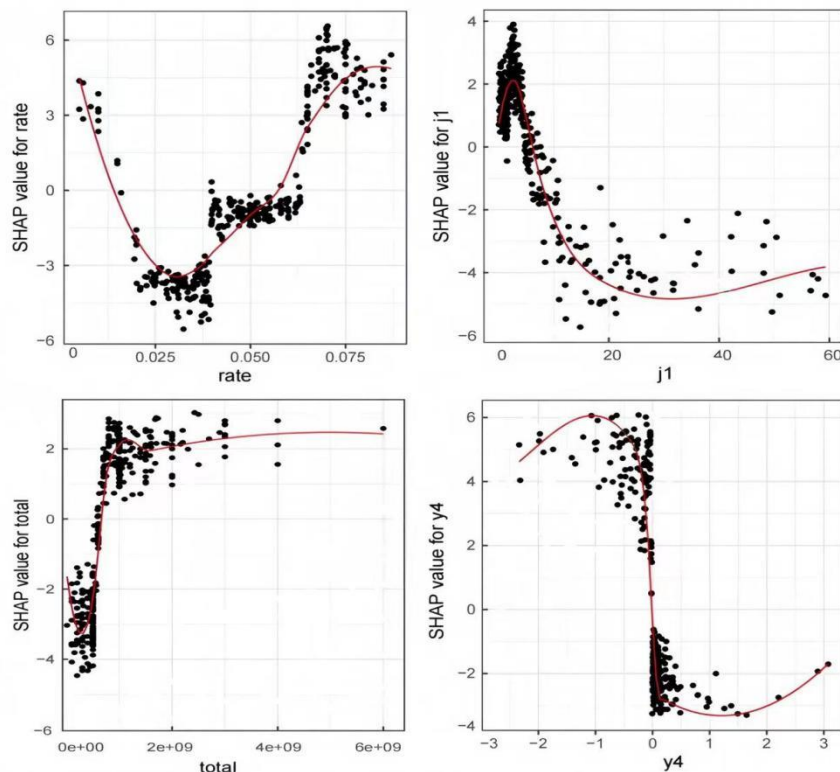 SHAP value for rate
6
3
0
−3
−6
0 0.025 0.050 0.075
rate
SHAP value for j1
4
2
0
−2
−4
−6
0 20 40 60
j1
SHAP value for total
2
0
−2
−4
−6
0e+00 2e+09 4e+09 6e+09
total
SHAP value for y4
6
4
2
0
−2
−4
−3 −2 −1 0 1 2 3
y4